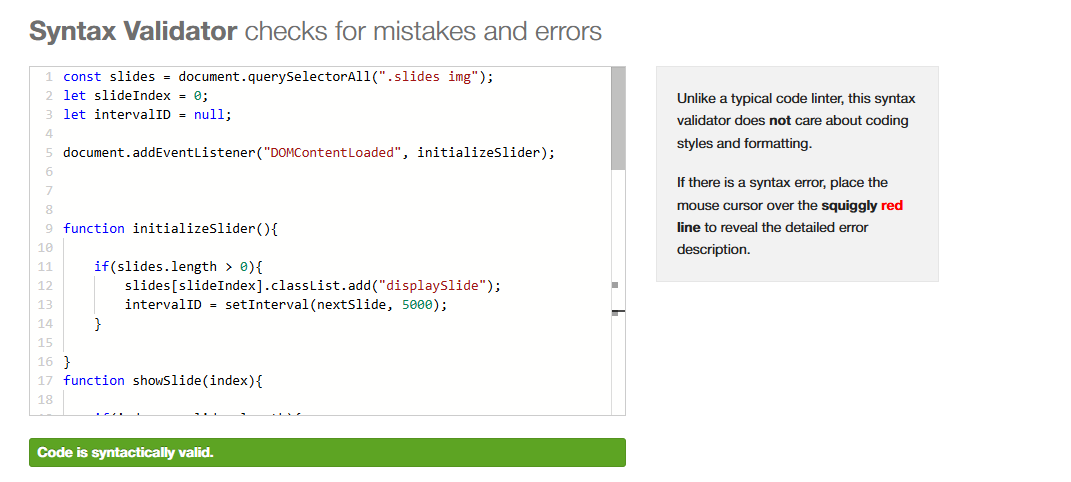 Syntax Validator checks for mistakes and errors
1 const slides = document.querySelectorAll(".slides img");
2 let slideIndex = 0;
3 let intervalID = null;
4
5 document.addEventListener("DOMContentLoaded", initializeSlider);
6
7
8
9 function initializeSlider(){
10
11     if(slides.length > 0){
12         slides[slideIndex].classList.add("displaySlide");
13         intervalID = setInterval(nextSlide, 5000);
14     }
15
16 }
17 function showSlide(index){
18
Code is syntactically valid.
Unlike a typical code linter, this syntax
validator does not care about coding
styles and formatting.
If there is a syntax error, place the
mouse cursor over the squiggly red
line to reveal the detailed error
description.